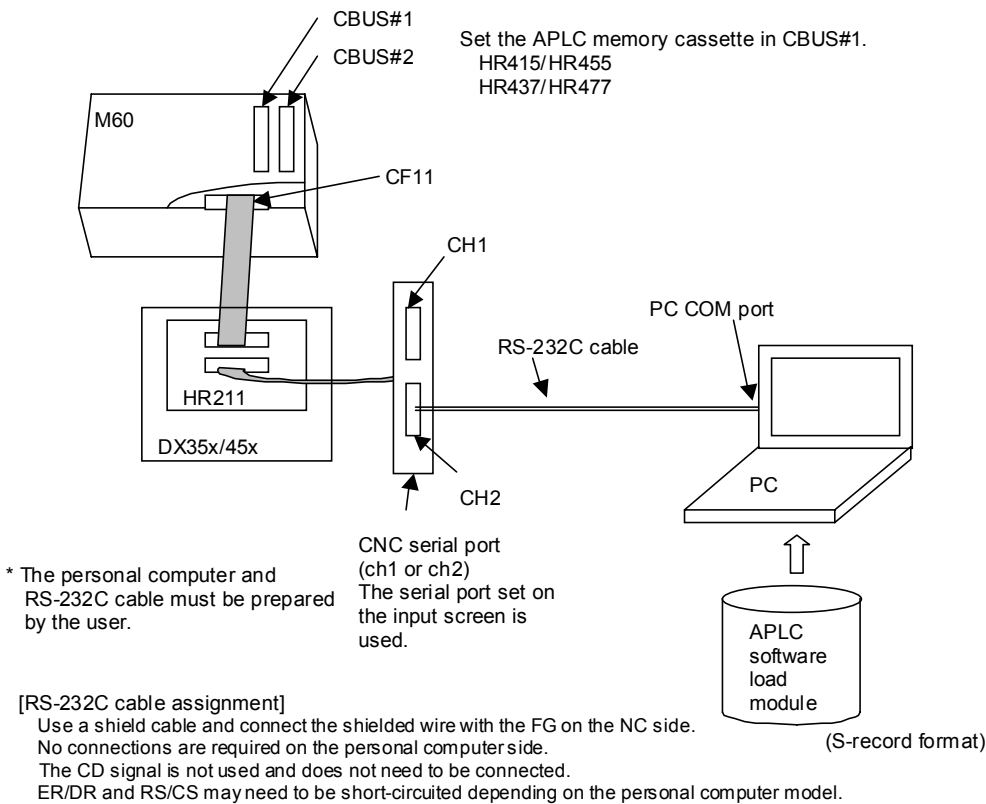 CBUS#1
CBUS#2
Set the APLC memory cassette in CBUS#1.
HR415/HR455
HR437/HR477
M60
CF11
CH1
PC COM port
RS-232C cable
HR211
DX35x/45x
CH2
PC
CNC serial port
(ch1 or ch2)
The serial port set on
the input screen is
used.
* The personal computer and
RS-232C cable must be prepared
by the user.
APLC
software
load
module
(S-record format)
[RS-232C cable assignment]
Use a shield cable and connect the shielded wire with the FG on the NC side.
No connections are required on the personal computer side.
The CD signal is not used and does not need to be connected.
ER/DR and RS/CS may need to be short-circuited depending on the personal computer model.